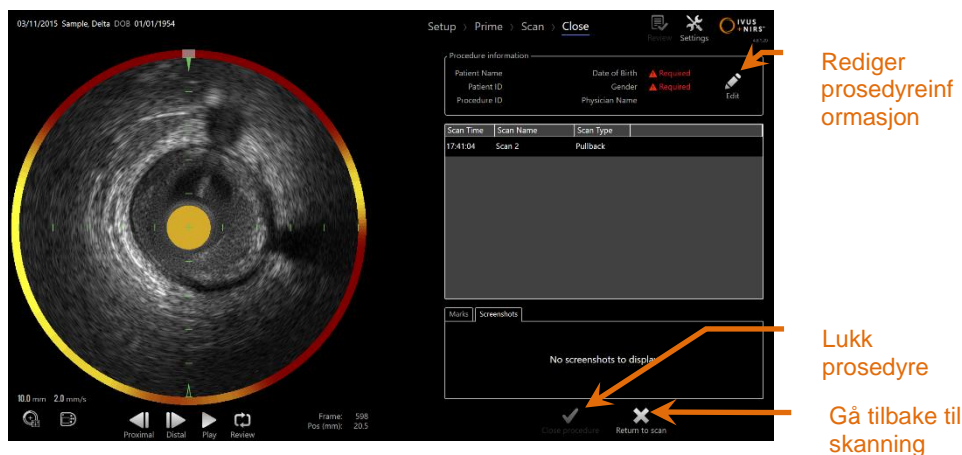 03/11/2015 Sample, Delta DOB 01/01/1954
Setup > Prime > Scan > Close
Review
Settings
IVUS
+NIRS
Procedure information
Patient Name
Date of Birth
Required
Patient ID
Gender
Required
Procedure ID
Physician Name
Edit
Rediger
prosedyreinf
ormasjon
Scan Time Scan Name Scan Type
17:41:04 Scan 2 Pullback
Marks Screenshots
No screenshots to display
Lukk
prosedyre
10.0 mm 2.0 mm/s
Proximal Distal Play Review
Frame: 598
Pos (mm): 20.5
Close procedure
Return to scan
Gå tilbake til
skanning